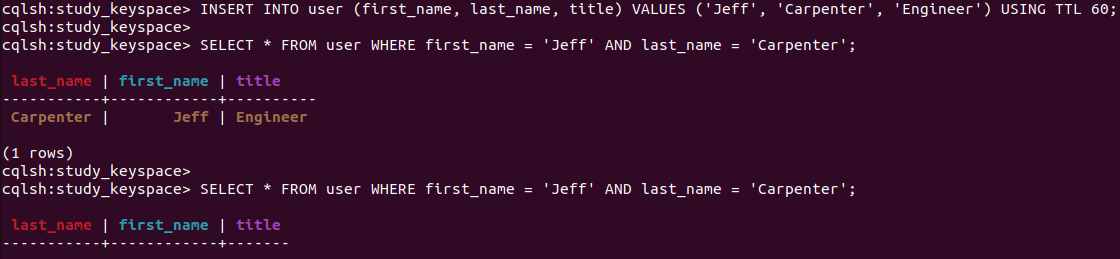 cqlsh:study_keyspace> INSERT INTO user (first_name, last_name, title) VALUES ('Jeff', 'Carpenter', 'Engineer') USING TTL 60;
cqlsh:study_keyspace>
cqlsh:study_keyspace> SELECT * FROM user WHERE first_name = 'Jeff' AND last_name = 'Carpenter';
 last_name | first_name | title
-----------+------------+----------
 Carpenter |       Jeff | Engineer
(1 rows)
cqlsh:study_keyspace>
cqlsh:study_keyspace> SELECT * FROM user WHERE first_name = 'Jeff' AND last_name = 'Carpenter';
 last_name | first_name | title
-----------+------------+-------